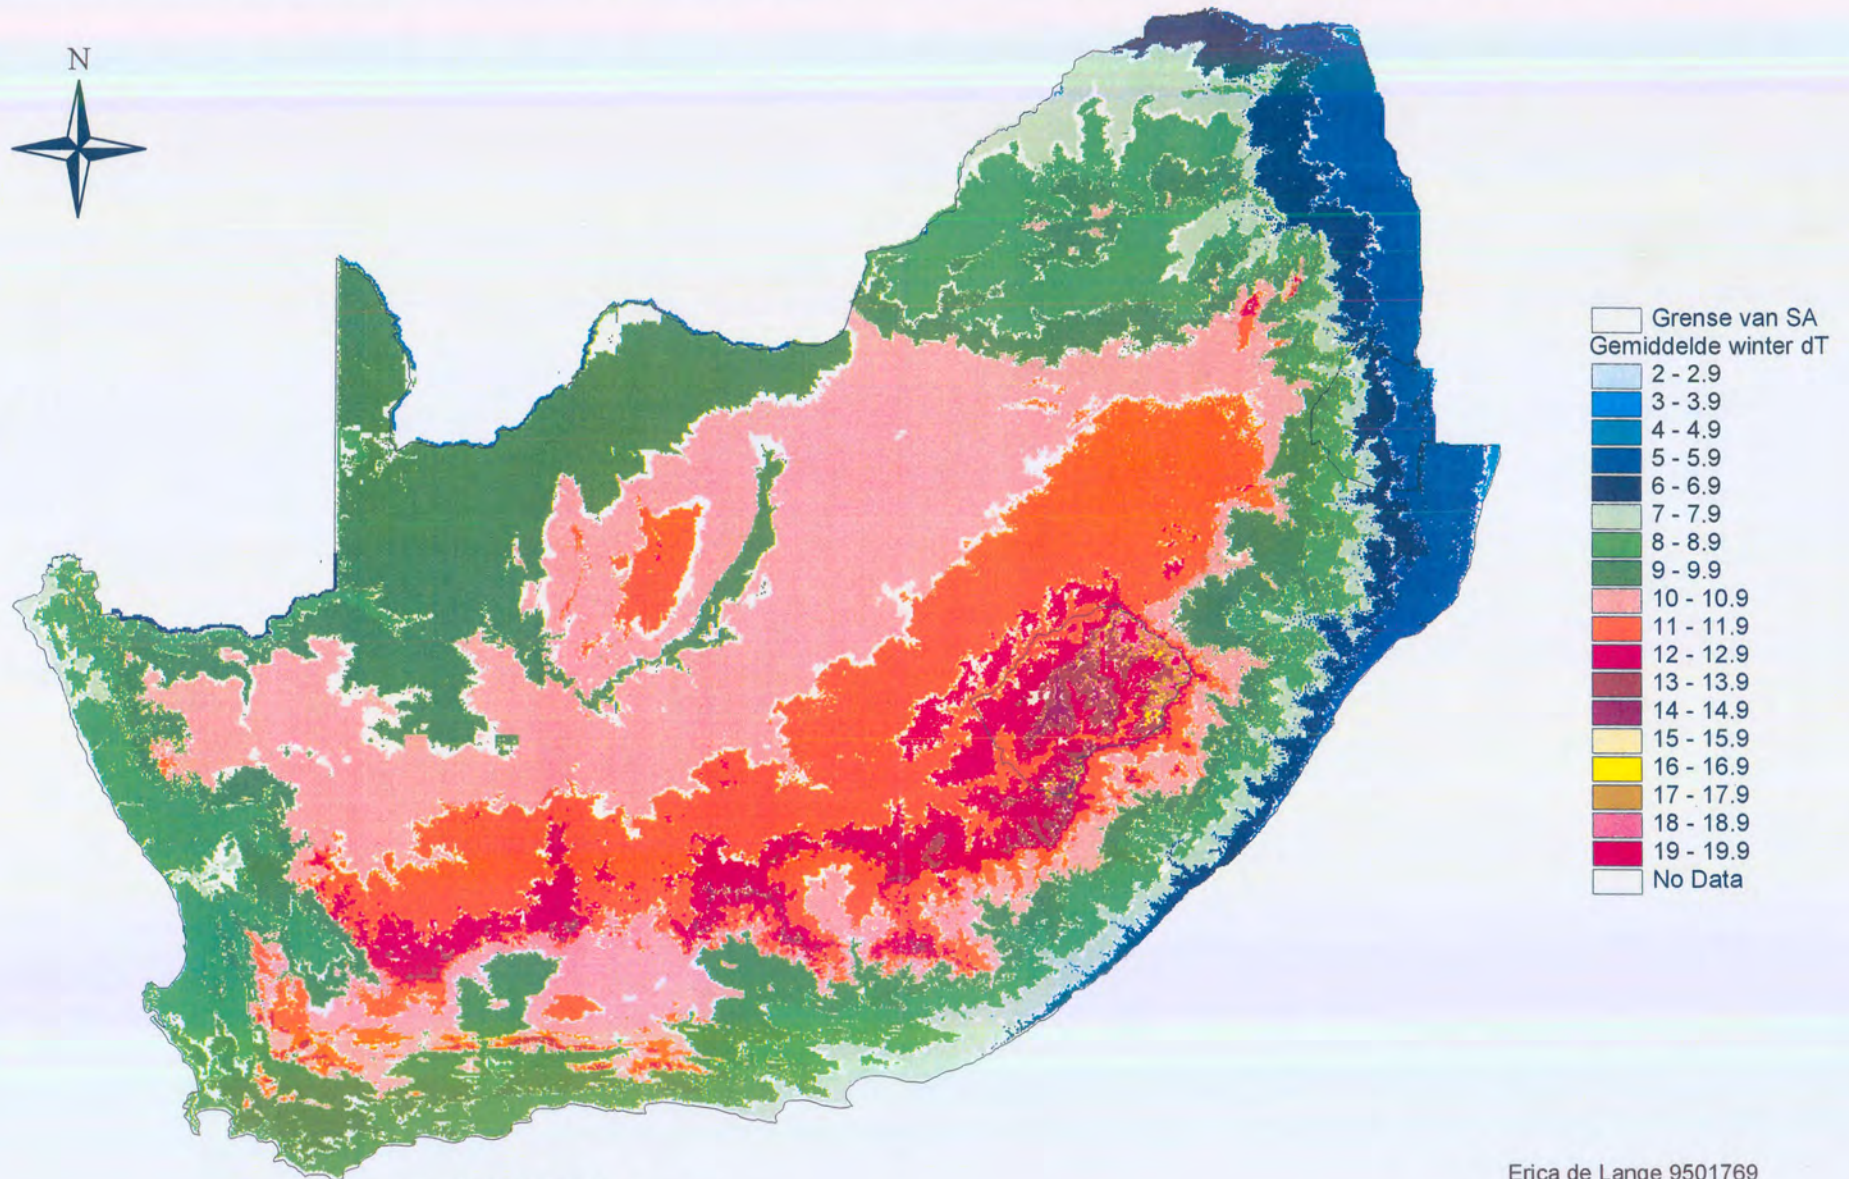 N
Grense van SA
Gemiddelde winter dT
2 - 2.9
3 - 3.9
4 - 4.9
5 - 5.9
6 - 6.9
7 - 7.9
8 - 8.9
9 - 9.9
10 - 10.9
11 - 11.9
12 - 12.9
13 - 13.9
14 - 14.9
15 - 15.9
16 - 16.9
17 - 17.9
18 - 18.9
19 - 19.9
No Data
Erica de Lange 9501769